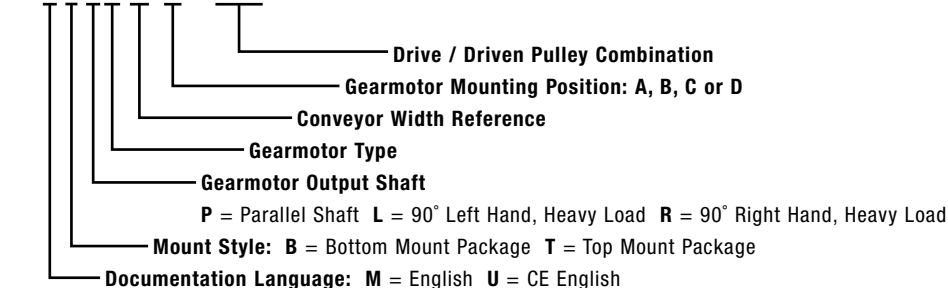 Drive / Driven Pulley Combination
Gearmotor Mounting Position: A, B, C or D
Conveyor Width Reference
Gearmotor Type
Gearmotor Output Shaft
P = Parallel Shaft L = 90° Left Hand, Heavy Load R = 90° Right Hand, Heavy Load
Mount Style: B = Bottom Mount Package T = Top Mount Package
Documentation Language: M = English U = CE English